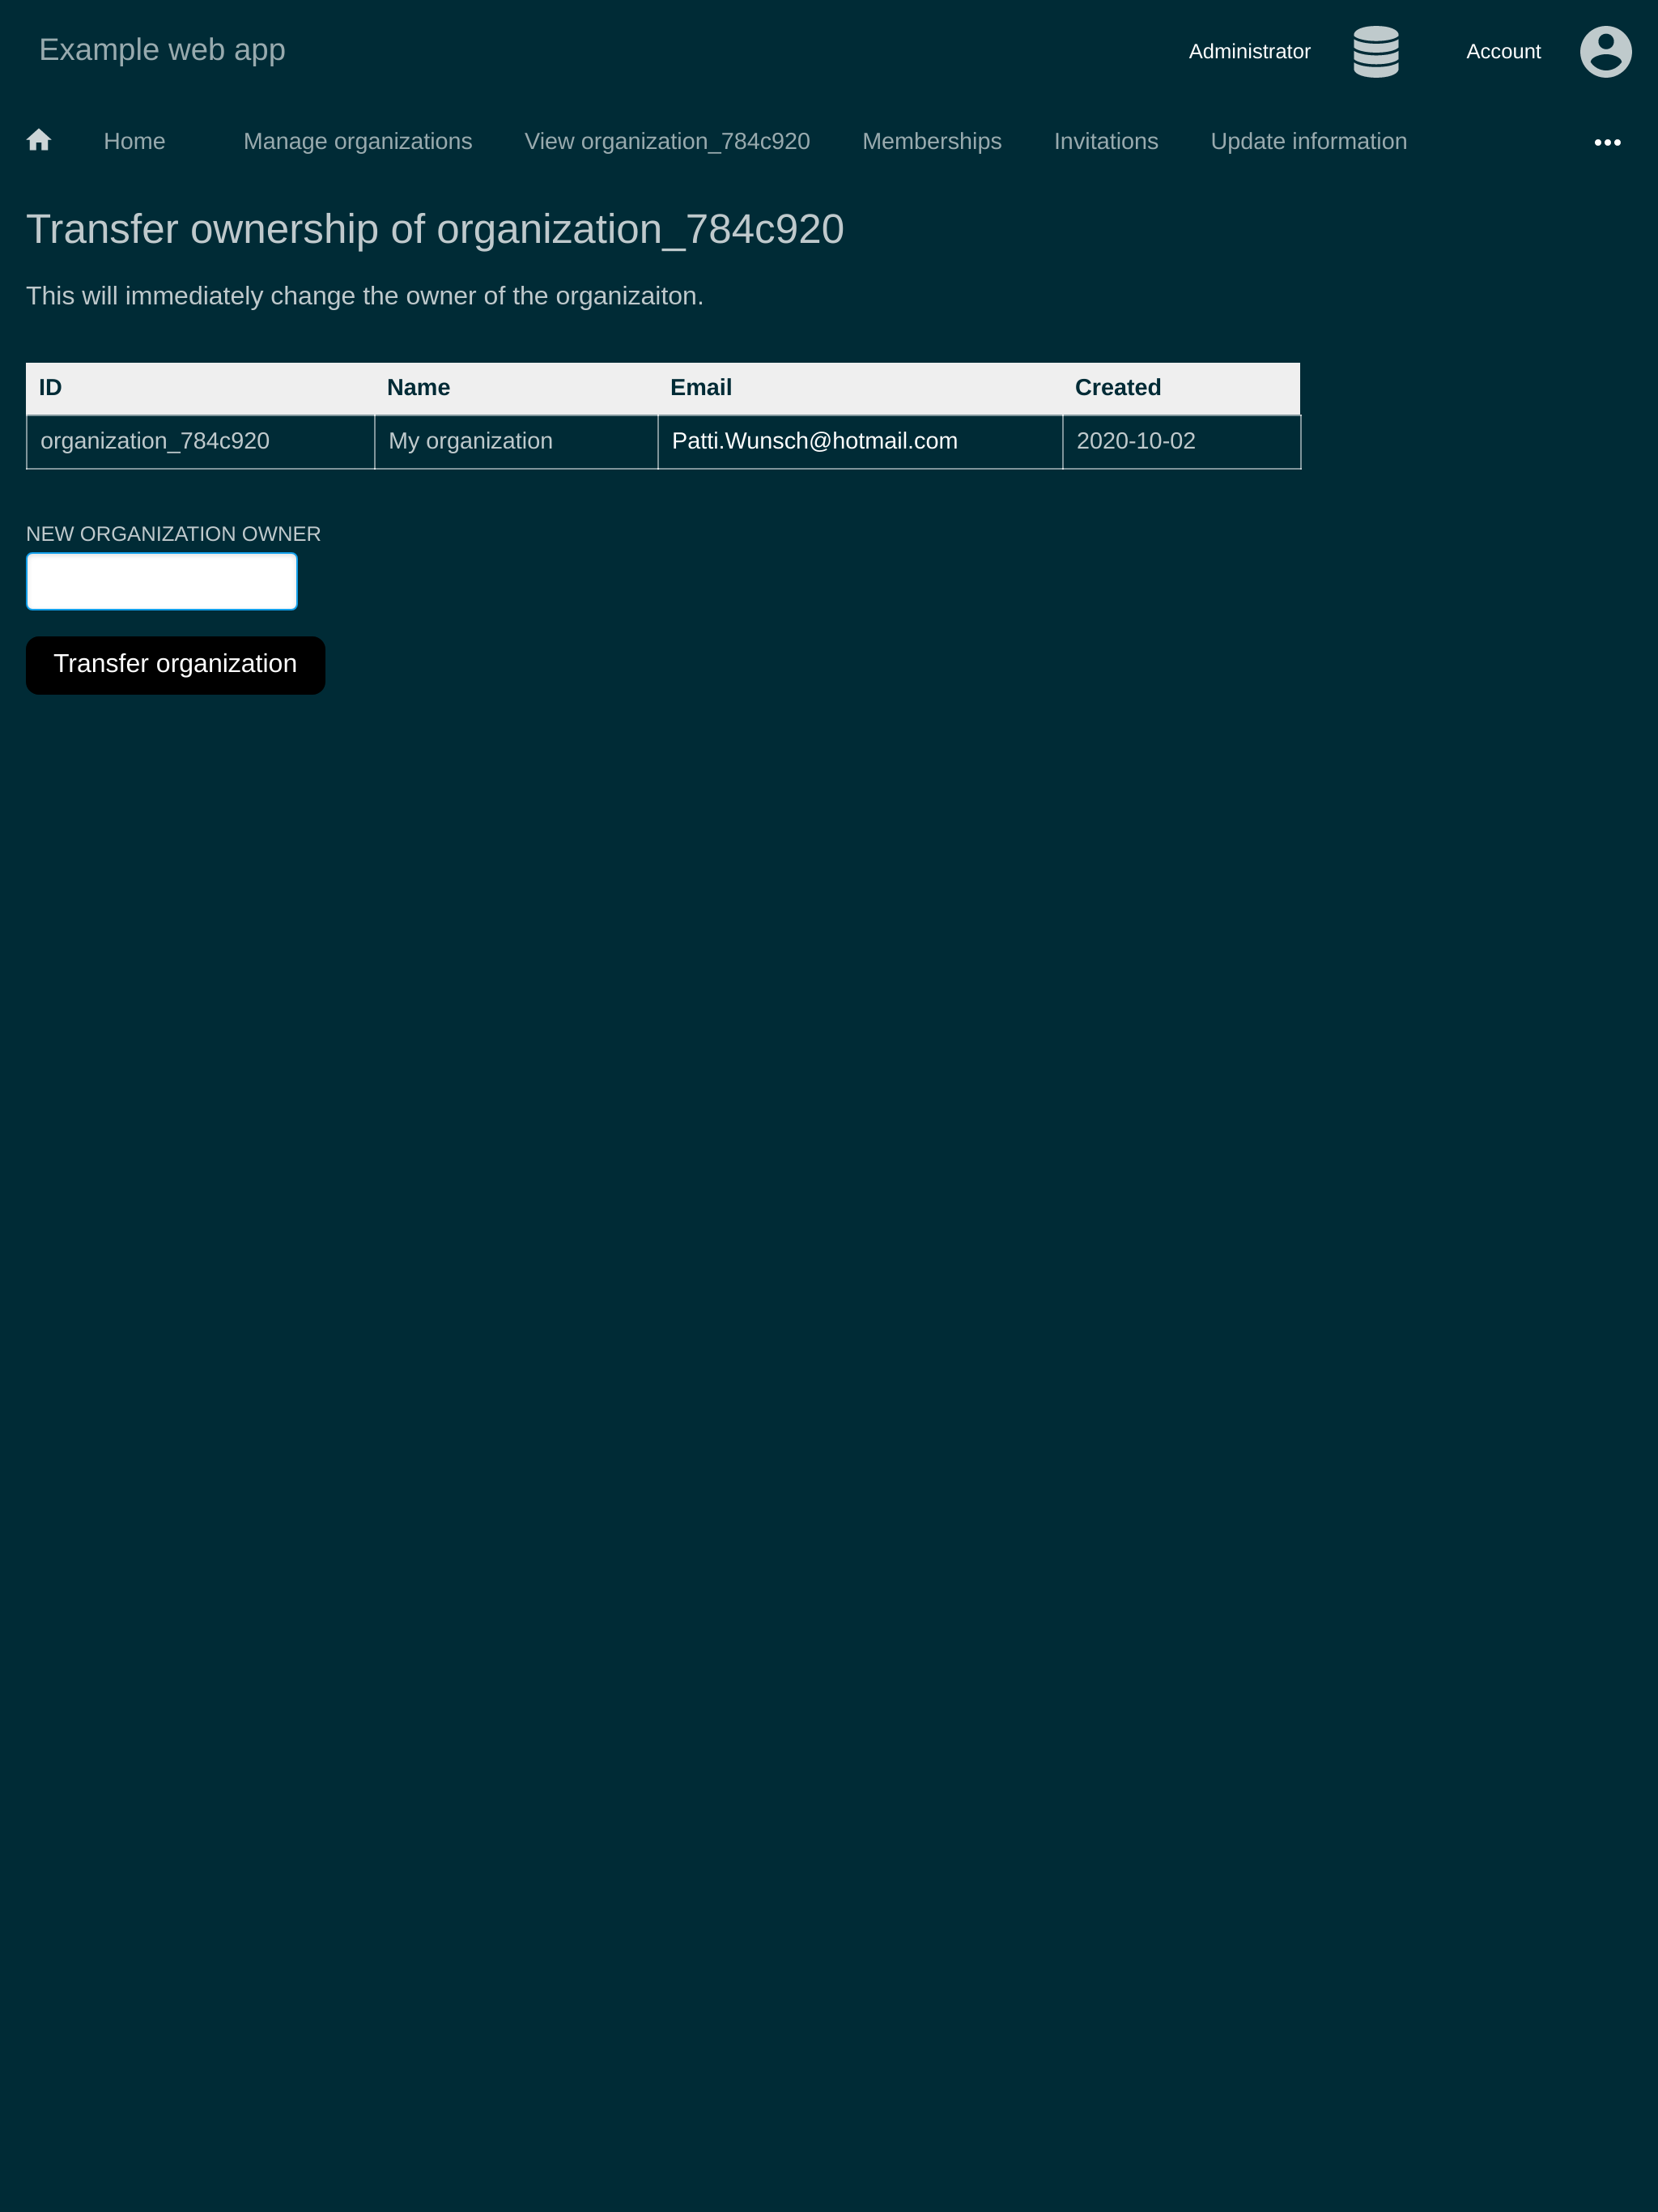 Example web app
Administrator
Account
Home
Manage organizations
View organization_784c920
Memberships
Invitations
Update information
Transfer ownership of organization_784c920
This will immediately change the owner of the organizaiton.
ID Name Email Created
organization_784c920 My organization Patti.Wunsch@hotmail.com 2020-10-02
NEW ORGANIZATION OWNER
Transfer organization